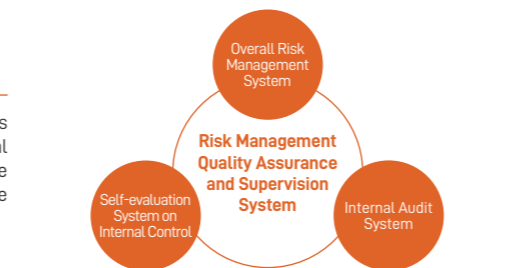 Overall Risk
Management
System
Risk Management
Quality Assurance
and Supervision
System
Self-evaluation
System on
Internal Control
Internal Audit
System